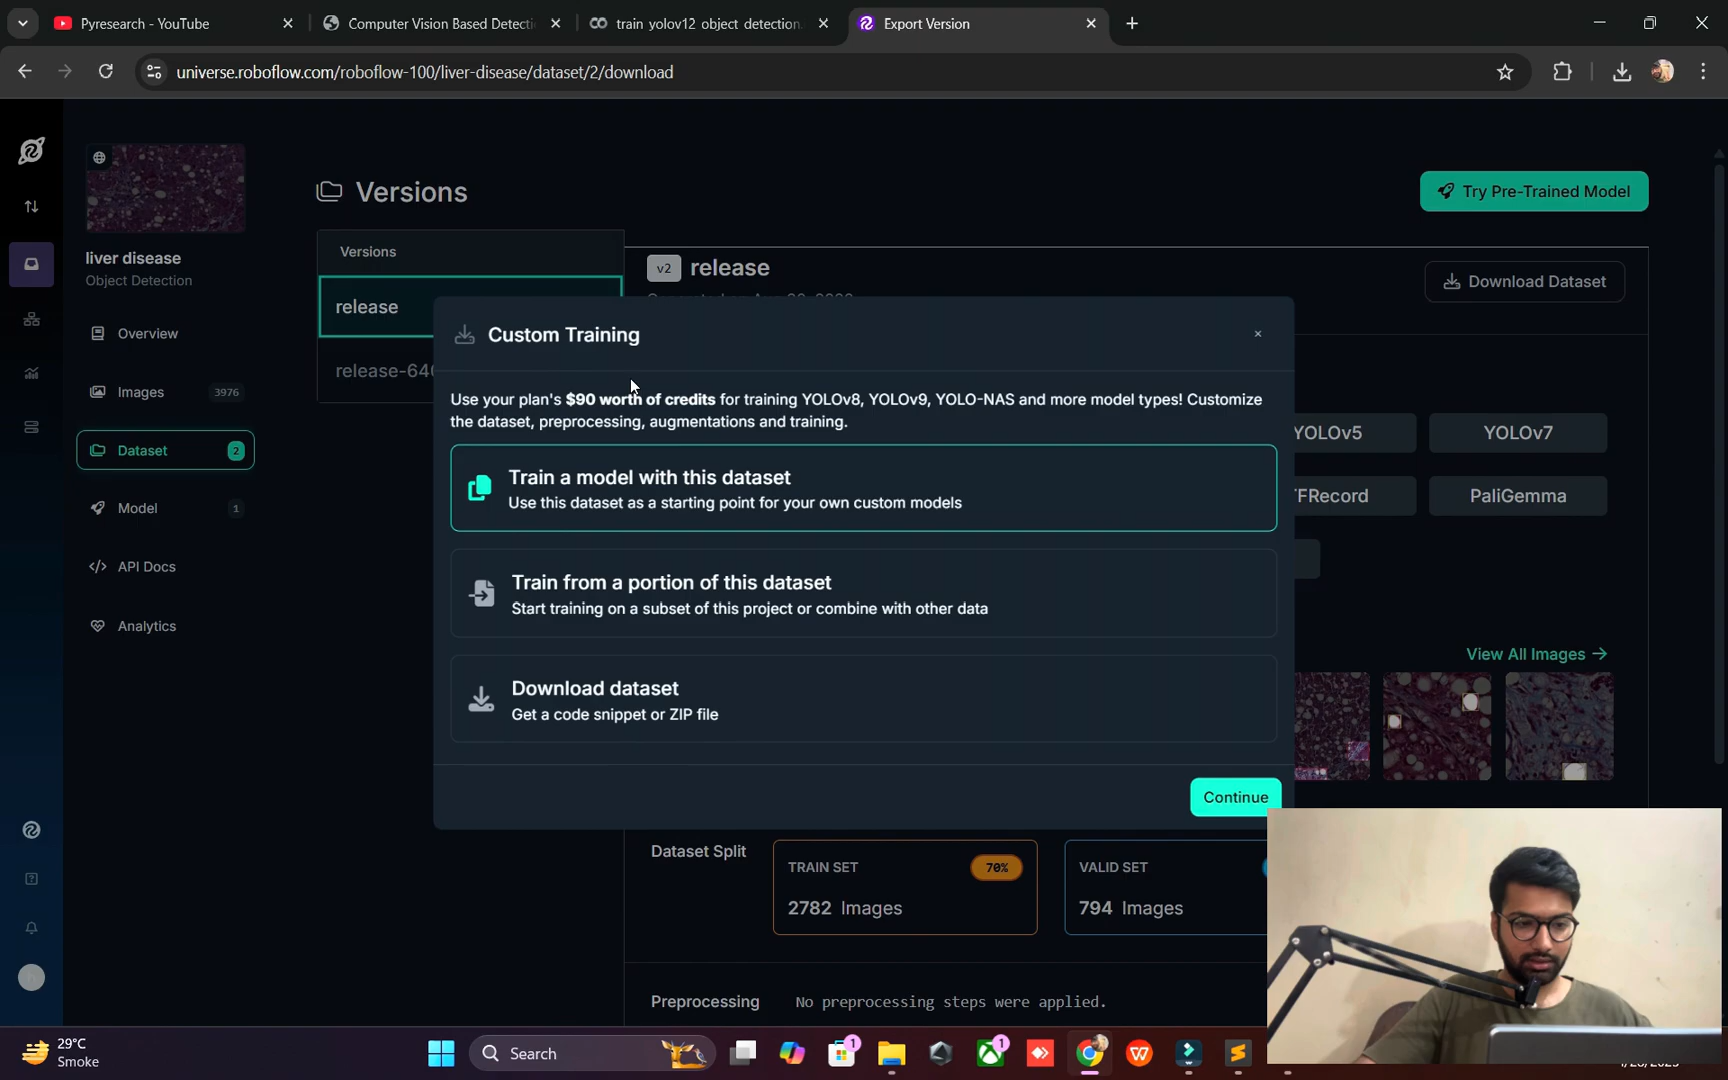 Pyresearch - YouTube
Computer Vision Based Detecti
train yolov12 object detection.
Export Version
universe.roboflow.com/roboflow-100/liver-disease/dataset/2/download
liver disease
Object Detection
Overview
Images 3976
Dataset 2
Model 1
API Docs
Analytics
Versions
Try Pre-Trained Model
Versions
release
release-640
v2 release
Download Dataset
Custom Training
Use your plan's $90 worth of credits for training YOLOv8, YOLOv9, YOLO-NAS and more model types! Customize
the dataset, preprocessing, augmentations and training.
Train a model with this dataset
Use this dataset as a starting point for your own custom models
Train from a portion of this dataset
Start training on a subset of this project or combine with other data
Download dataset
Get a code snippet or ZIP file
Continue
YOLOv5
YOLOv7
TFRecord
PaliGemma
View All Images →
Dataset Split
TRAIN SET 70%
2782 Images
VALID SET
794 Images
Preprocessing No preprocessing steps were applied.
29°C
Smoke
Search
1
1